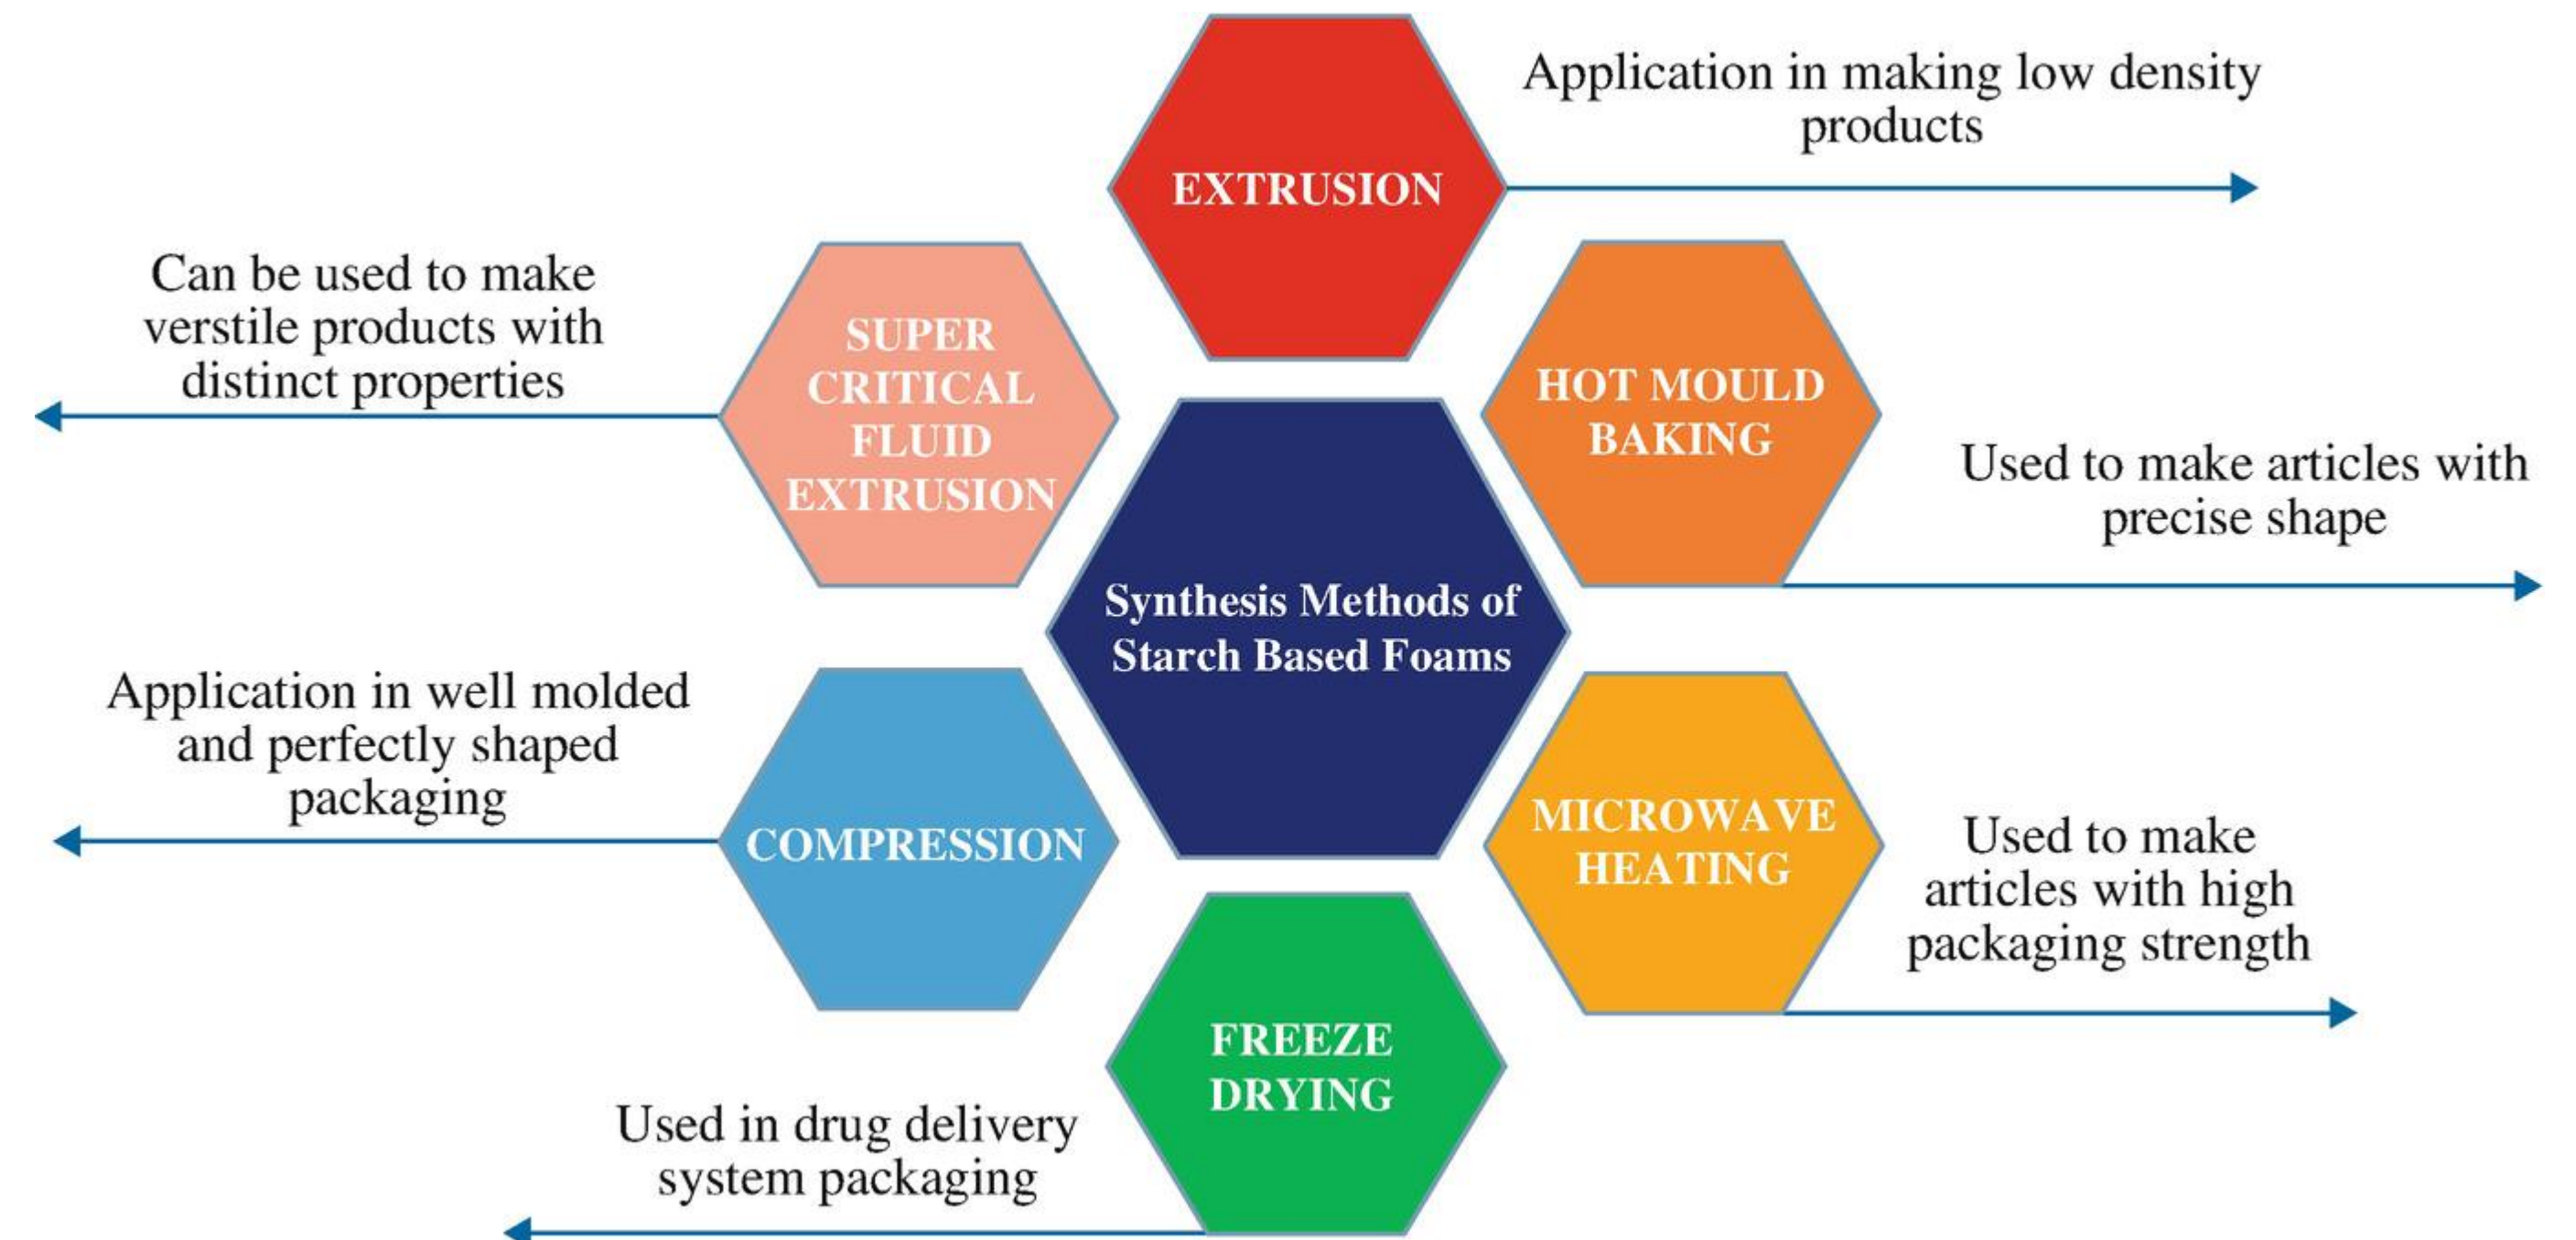 EXTRUSION
Application in making low density
products
Can be used to make
verstile products with
distinct properties
SUPER
CRITICAL
FLUID
EXTRUSION
HOT MOULD
BAKING
Used to make articles with
precise shape
Synthesis Methods of
Starch Based Foams
Application in well molded
and perfectly shaped
packaging
COMPRESSION
MICROWAVE
HEATING
Used to make
articles with high
packaging strength
FREEZE
DRYING
Used in drug delivery
system packaging